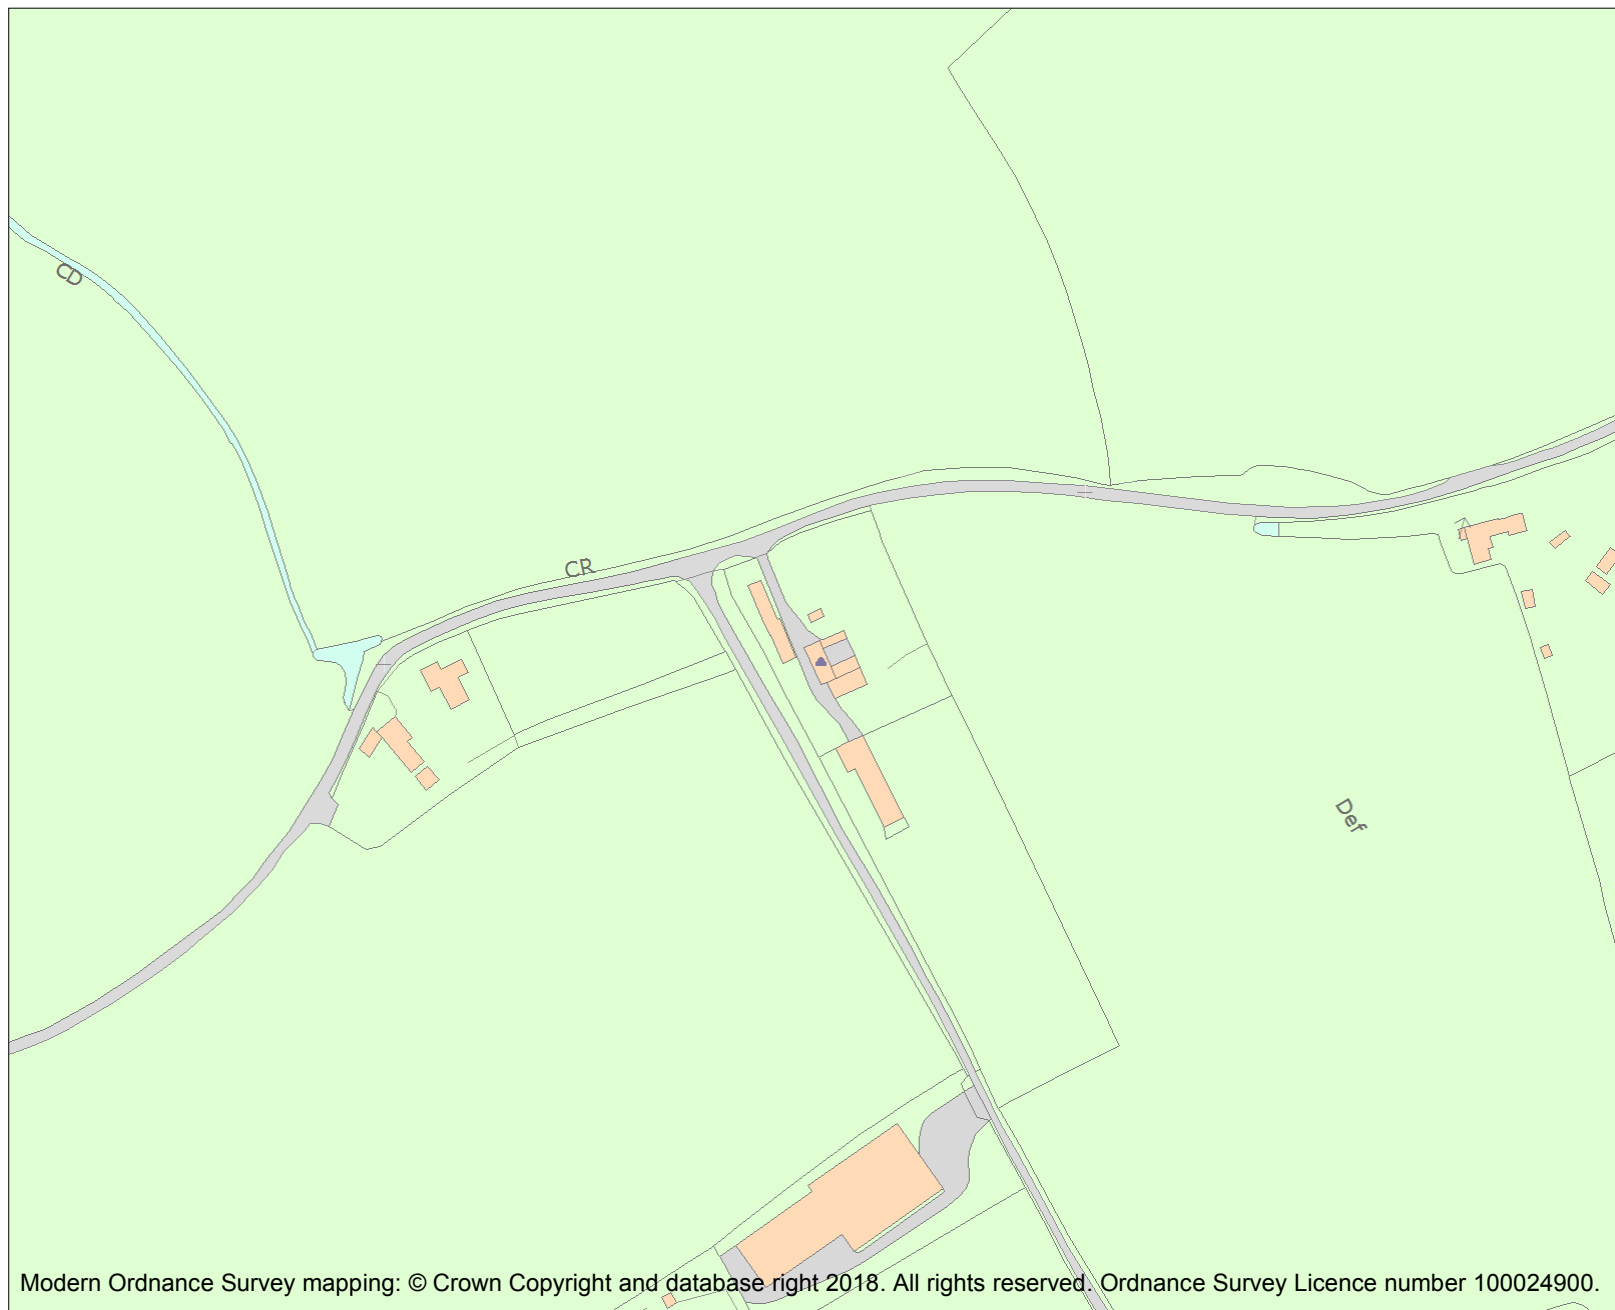 CD
CR
Def
Modern Ordnance Survey mapping: © Crown Copyright and database right 2018. All rights reserved. Ordnance Survey Licence number 100024900.